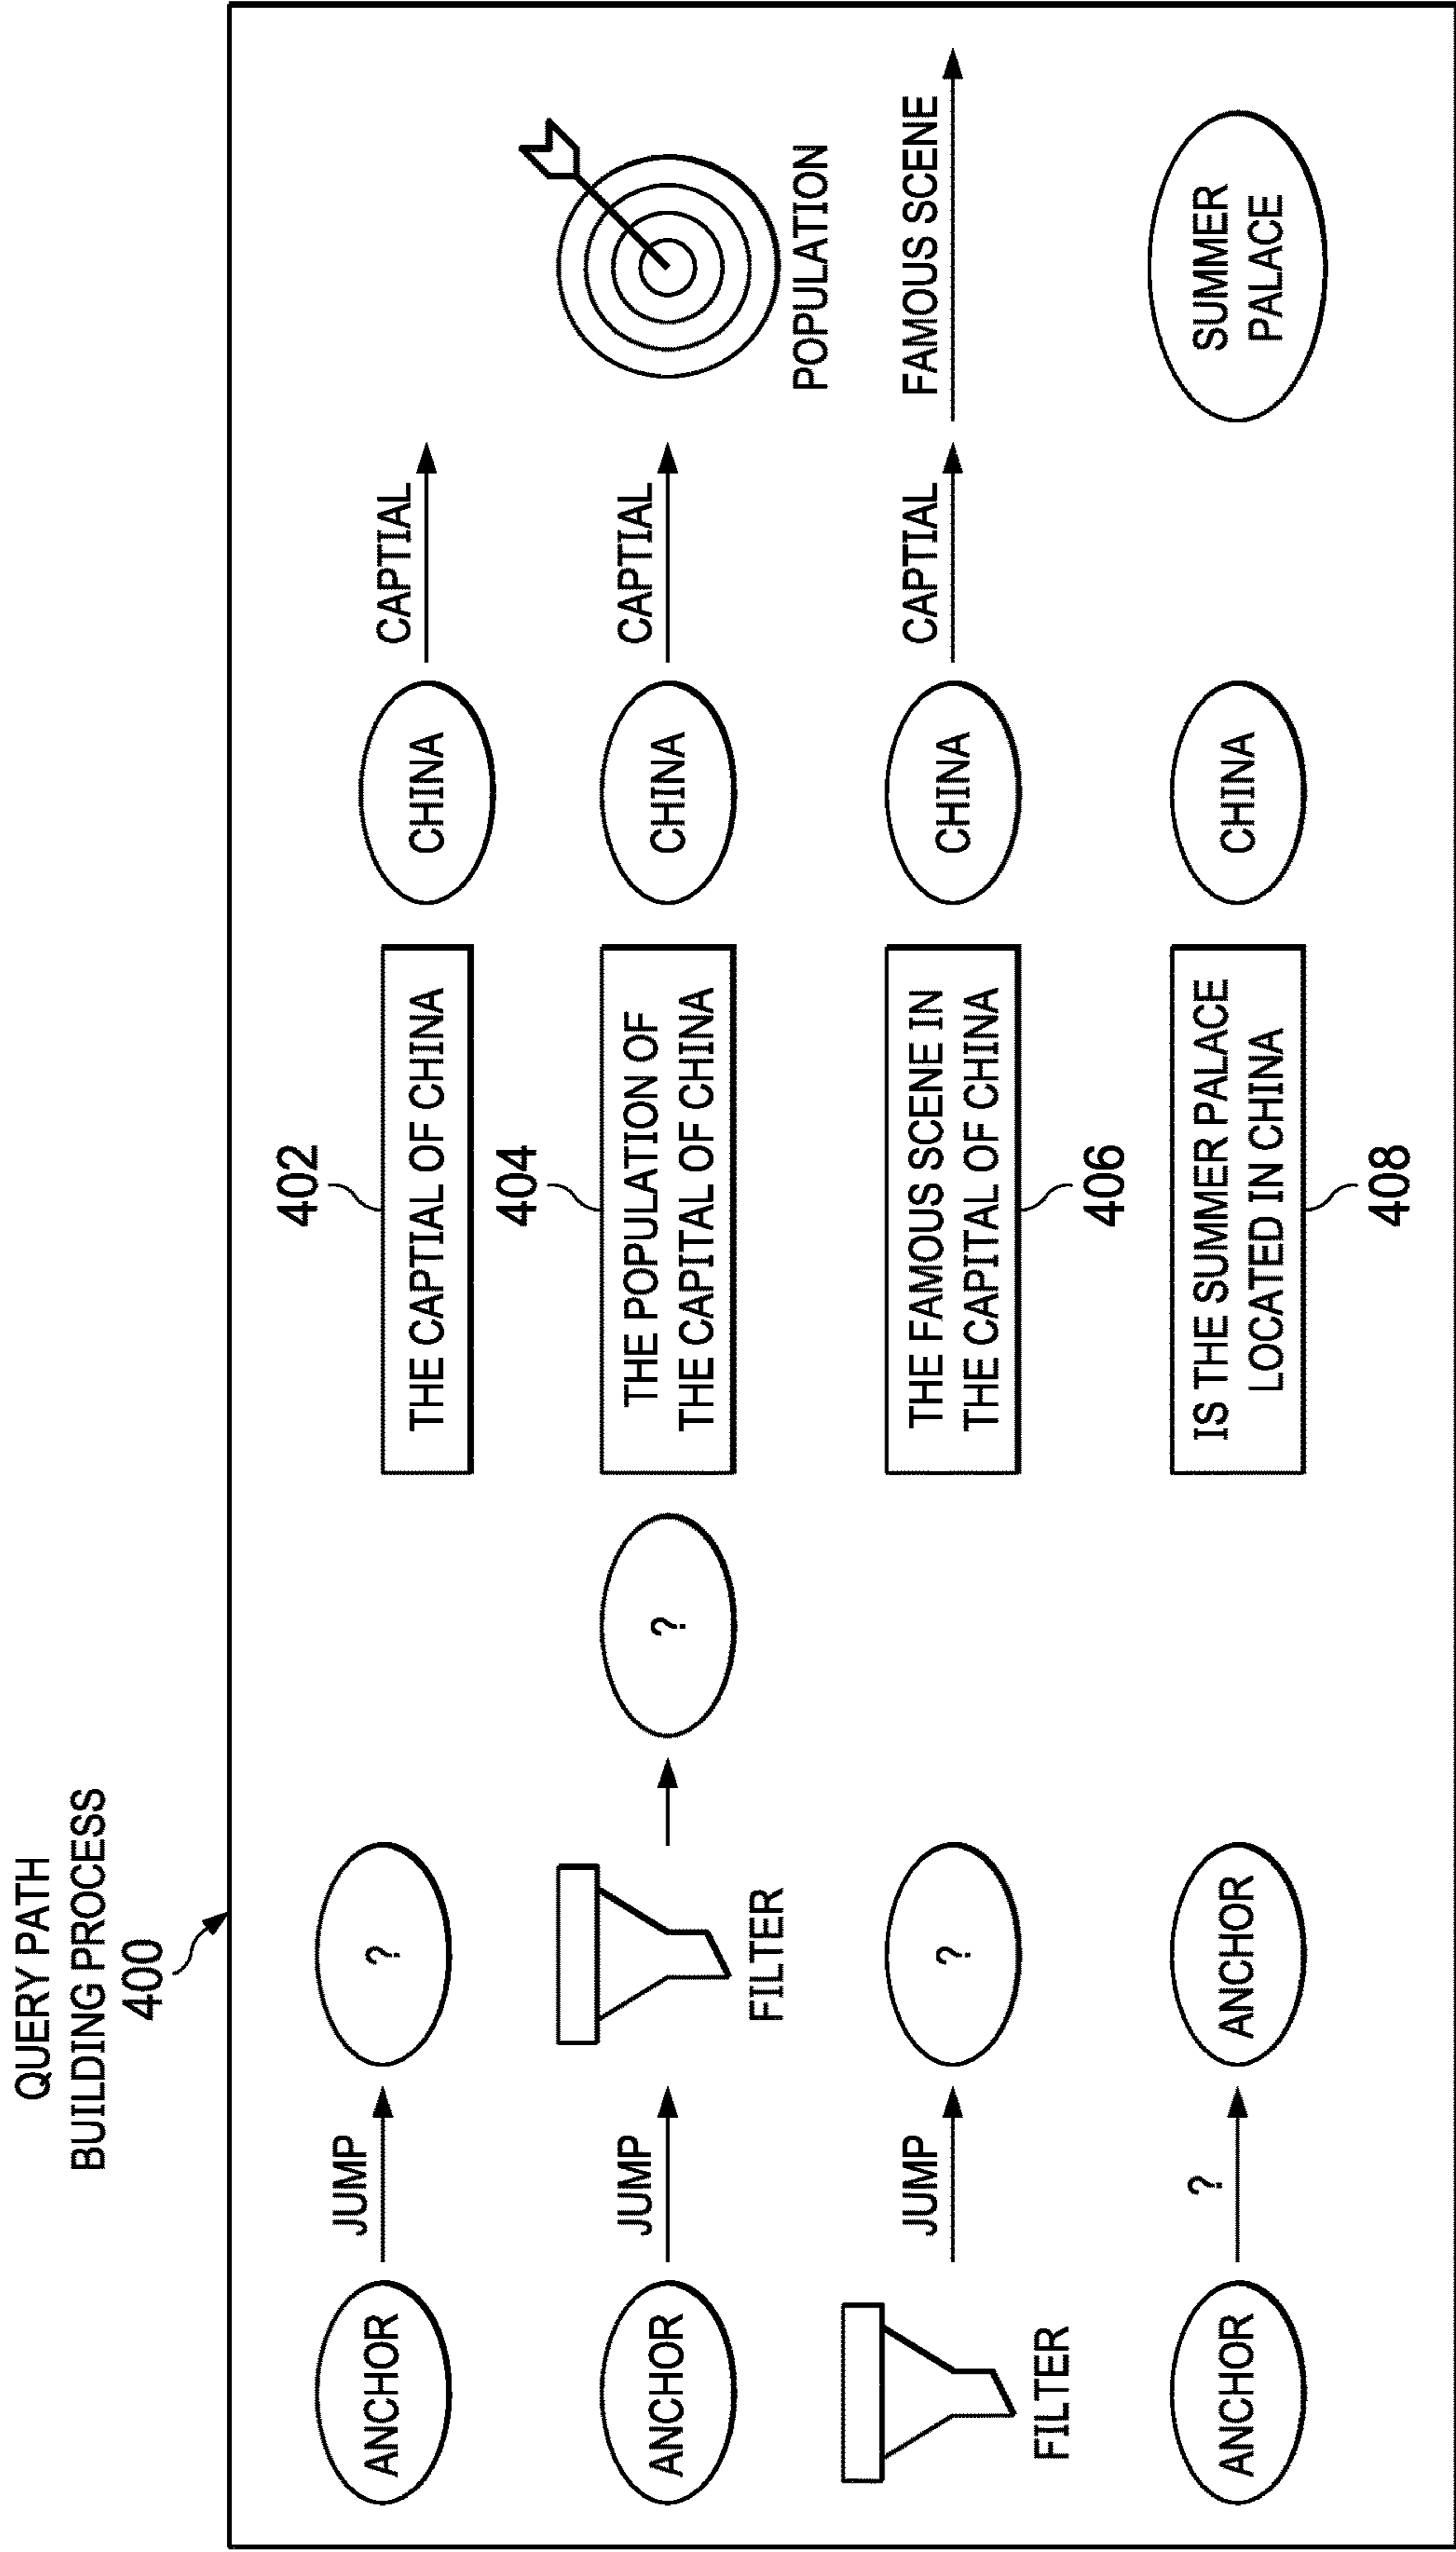 QUERY PATH
BUILDING PROCESS
400
ANCHOR
JUMP
?
402
THE CAPTIAL OF CHINA
CHINA
CAPTIAL
ANCHOR
JUMP
FILTER
?
404
THE POPULATION OF
THE CAPITAL OF CHINA
CHINA
CAPTIAL
POPULATION
FILTER
JUMP
?
THE FAMOUS SCENE IN
THE CAPITAL OF CHINA
406
CHINA
CAPTIAL
FAMOUS SCENE
ANCHOR
?
ANCHOR
IS THE SUMMER PALACE
LOCATED IN CHINA
408
CHINA
SUMMER
PALACE